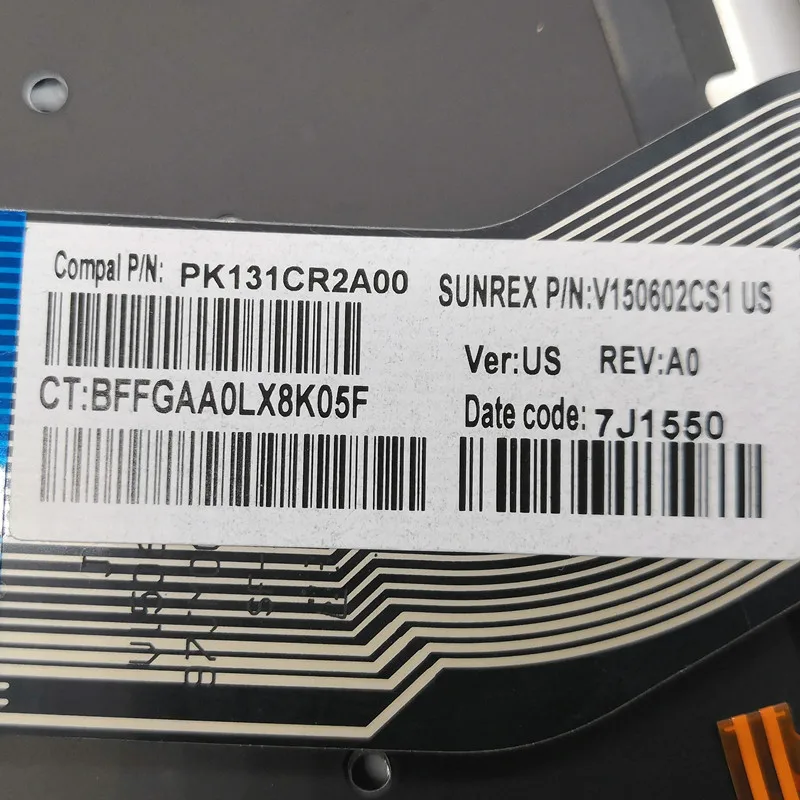 Compal P/N: PK131CR2A00
SUNREX P/N:V150602CS1 US
Ver:US REV:A0
CT:BFFGAA0LX8K05F
Date code: 7J1550